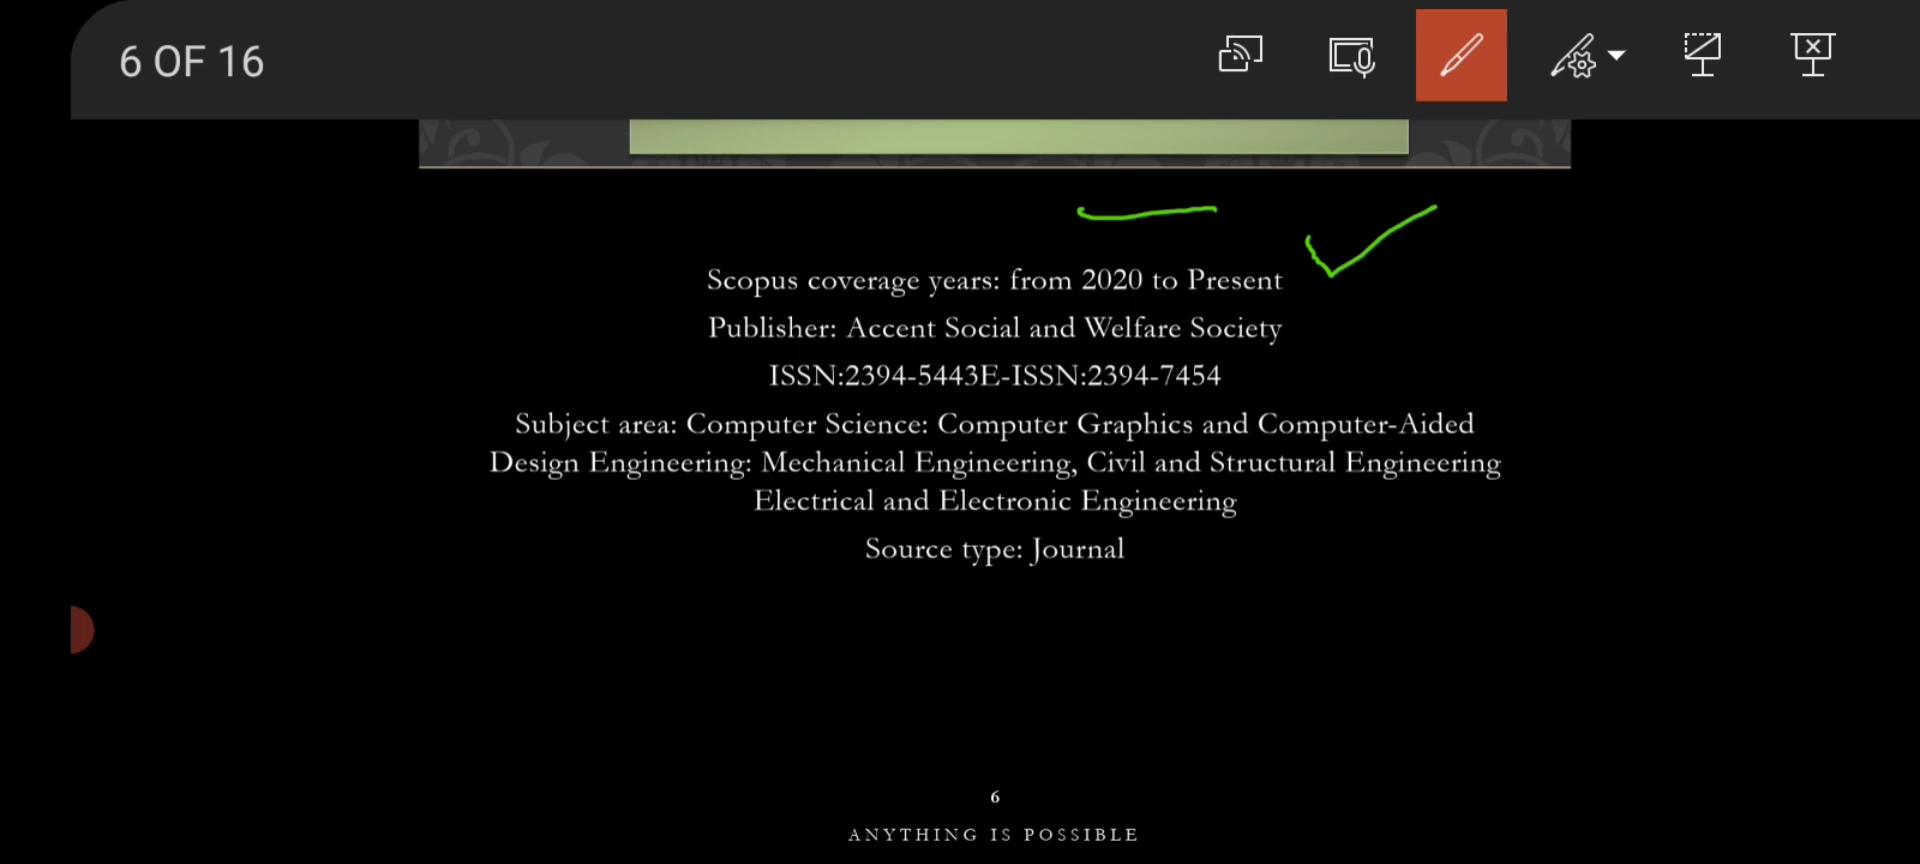 6 OF 16
Scopus coverage years: from 2020 to Present
Publisher: Accent Social and Welfare Society
ISSN:2394-5443E-ISSN:2394-7454
Subject area: Computer Science: Computer Graphics and Computer-Aided
Design Engineering: Mechanical Engineering, Civil and Structural Engineering
Electrical and Electronic Engineering
Source type: Journal
6
ANYTHING IS POSSIBLE